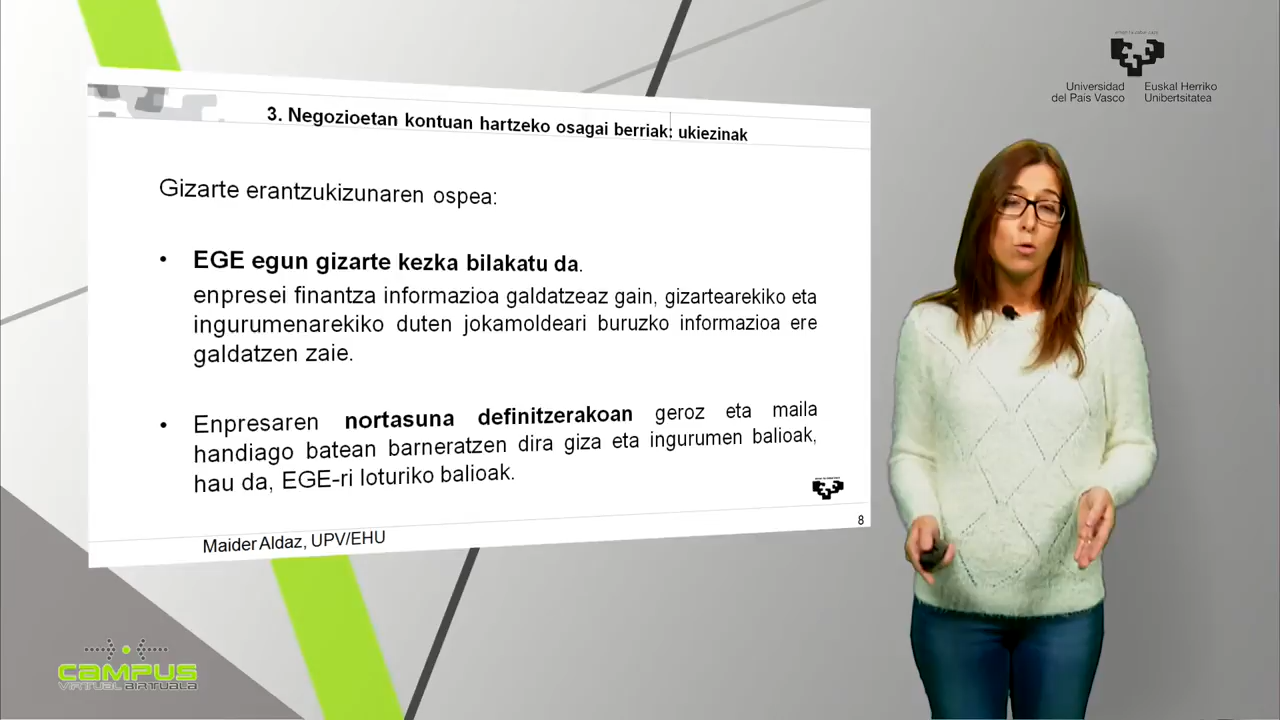 Universidad
del País Vasco
Euskal Herriko
Unibertsitatea
3. Negozioetan kontuan hartzeko osagai berriak: ukiezinak
Gizarte erantzukizunaren ospea:
• EGE egun gizarte kezka bilakatu da.
enpresei finantza informazioa galdatzeaz gain, gizartearekiko eta
ingurumenarekiko duten jokamoldeari buruzko informazioa ere
galdatzen zaie.
• Enpresaren nortasuna definitzerakoan geroz eta maila
handiago batean barneratzen dira giza eta ingurumen balioak,
hau da, EGE-ri loturiko balioak.
8
Maider Aldaz, UPV/EHU
CAMPUS
VIRTUAL BIRTUALA